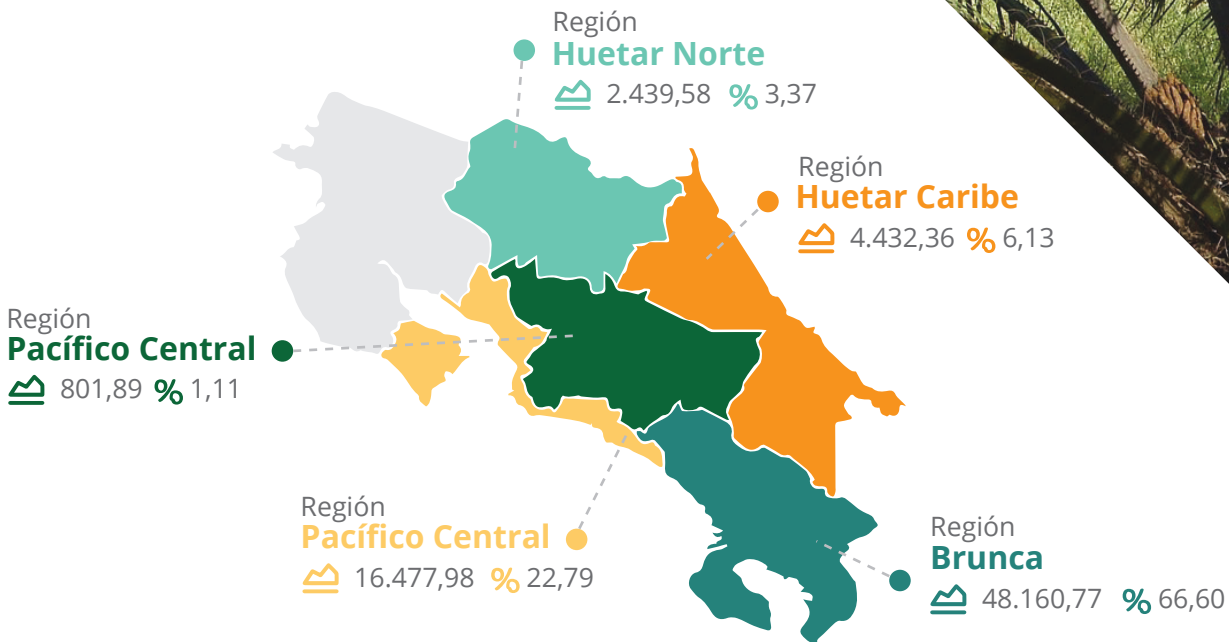 Región
Huetar Norte
2.439,58 % 3,37
Región
Huetar Caribe
4.432,36 % 6,13
Región
Pacífico Central
801,89 % 1,11
Región
Pacífico Central
16.477,98 % 22,79
Región
Brunca
48.160,77 % 66,60